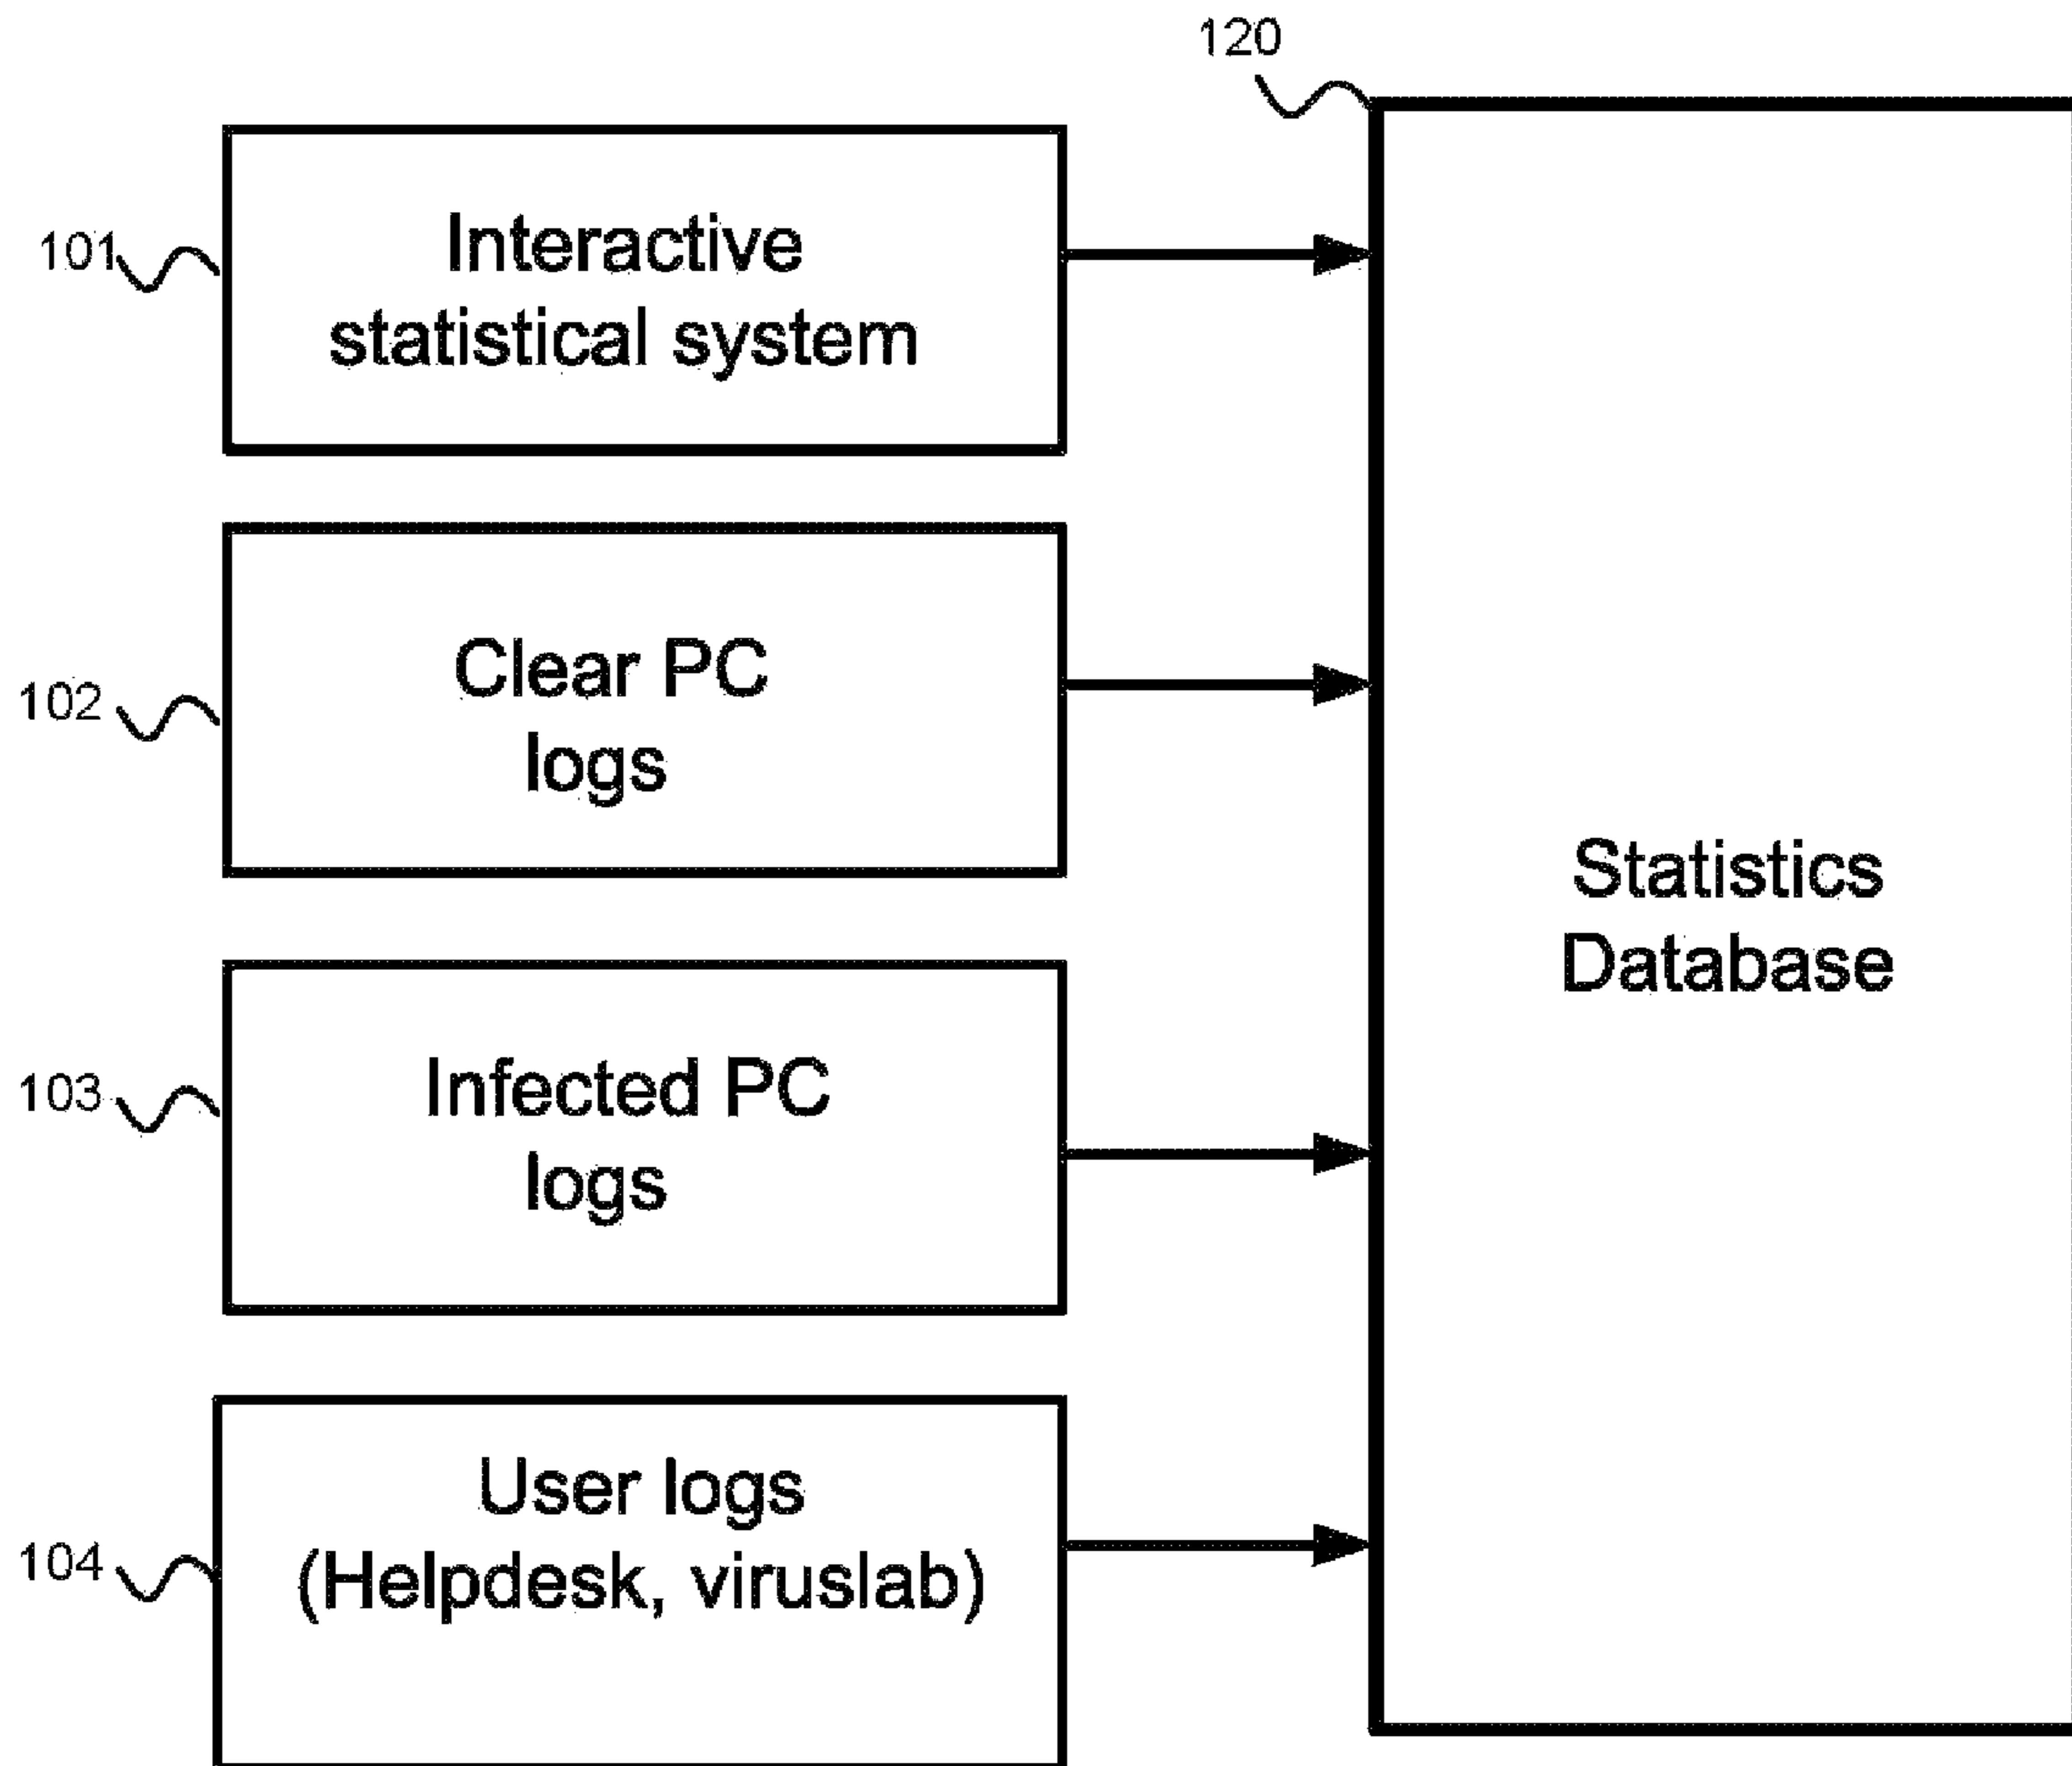 120
101
Interactive
statistical system
102
Clear PC
logs
103
Infected PC
logs
104
User logs
(Helpdesk, viruslab)
Statistics
Database